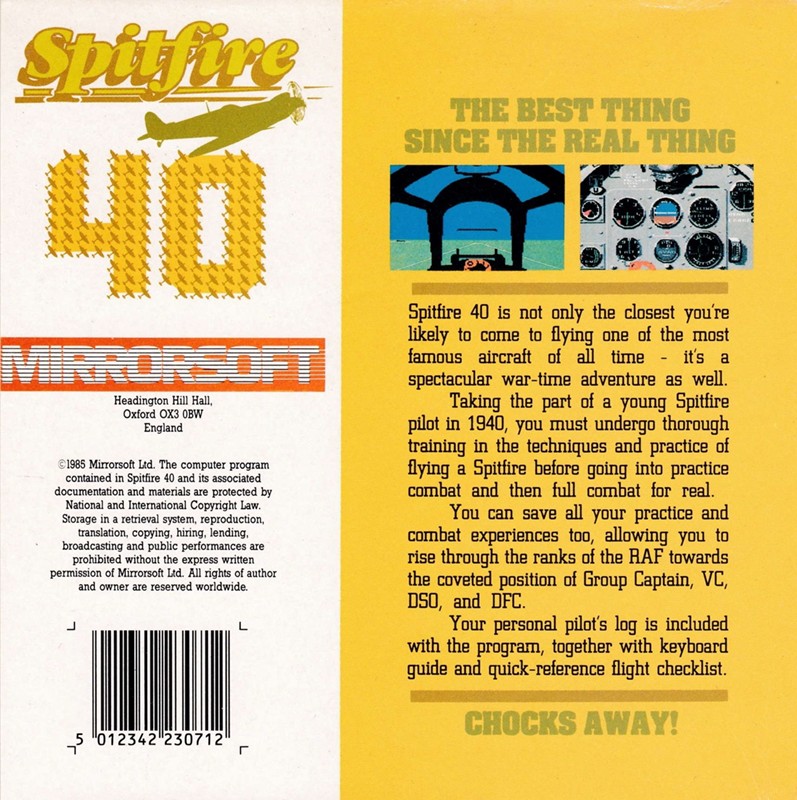 Spitfire
40
MIRRORSOFT
Headington Hill Hall,
Oxford OX3 0BW
England
©1985 Mirrorsoft Ltd. The computer program
contained in Spitfire 40 and its associated
documentation and materials are protected by
National and International Copyright Law.
Storage in a retrieval system, reproduction,
translation, copying, hiring, lending,
broadcasting and public performances are
prohibited without the express written
permission of Mirrorsoft Ltd. All rights of author
and owner are reserved worldwide.
5 012342 230712
THE BEST THING
SINCE THE REAL THING
Spitfire 40 is not only the closest you're
likely to come to flying one of the most
famous aircraft of all time - it's a
spectacular war-time adventure as well.
Taking the part of a young Spitfire
pilot in 1940, you must undergo thorough
training in the techniques and practice of
flying a Spitfire before going into practice
combat and then full combat for real.
You can save all your practice and
combat experiences too, allowing you to
rise through the ranks of the RAF towards
the coveted position of Group Captain, VC,
DSO, and DFC.
Your personal pilot's log is included
with the program, together with keyboard
guide and quick-reference flight checklist.
CHOCKS AWAY!